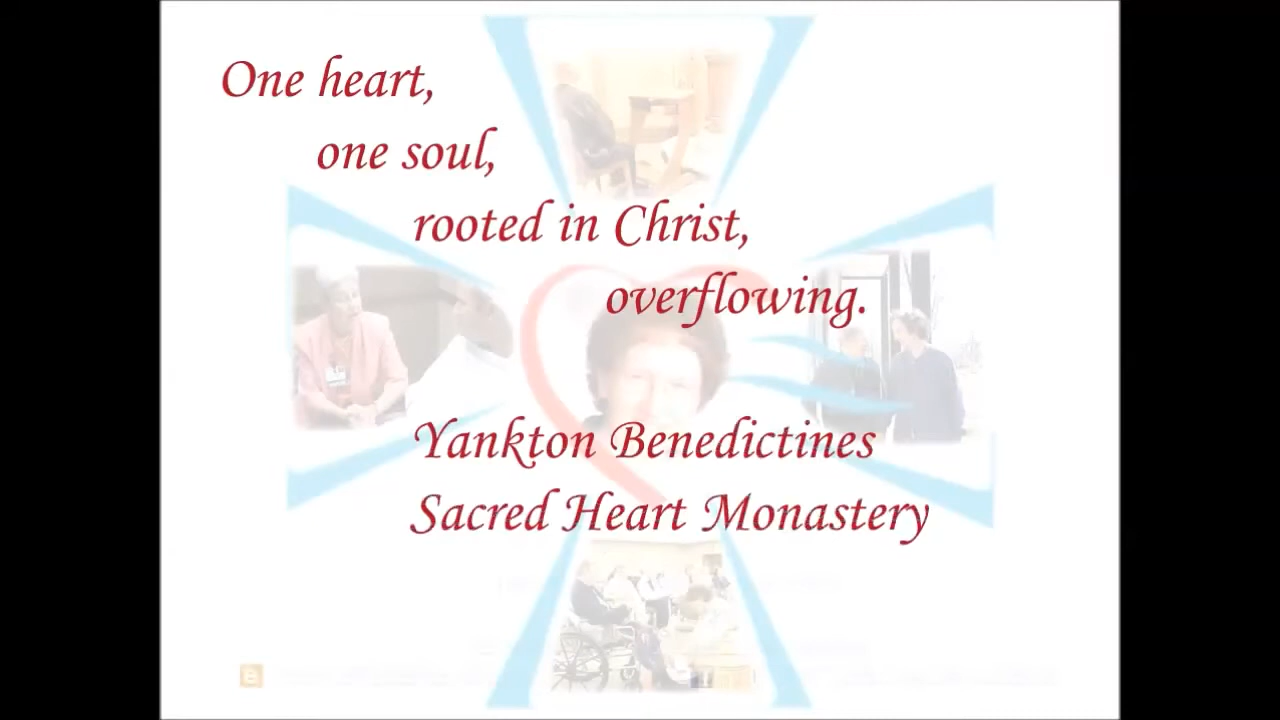 One heart,
one soul,
rooted in Christ,
overflowing.
Yankton Benedictines
Sacred Heart Monastery